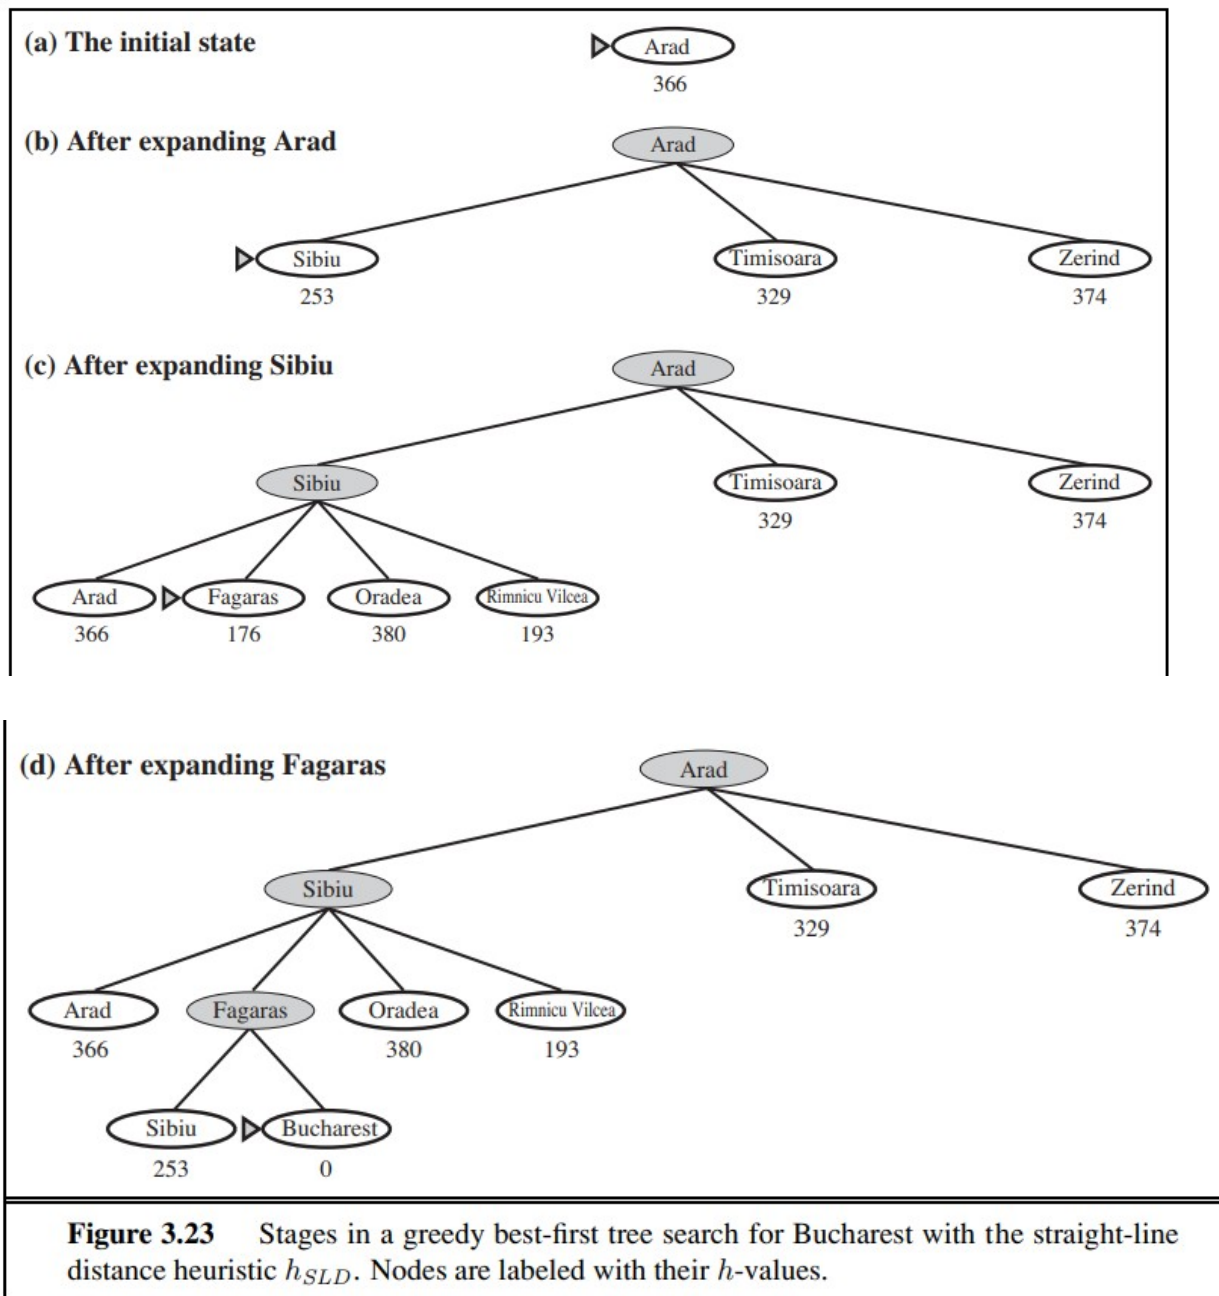 (a) The initial state
Arad
366
(b) After expanding Arad
Arad
Sibiu Timisoara Zerind
253 329 374
(c) After expanding Sibiu
Arad
Sibiu Timisoara Zerind
329 374
Arad Fagaras Oradea Rimnicu Vilcea
366 176 380 193
(d) After expanding Fagaras
Arad
Sibiu Timisoara Zerind
329 374
Arad Fagaras Oradea Rimnicu Vilcea
366 380 193
Sibiu Bucharest
253 0
Figure 3.23 Stages in a greedy best-first tree search for Bucharest with the straight-line
distance heuristic hSLD. Nodes are labeled with their h-values.